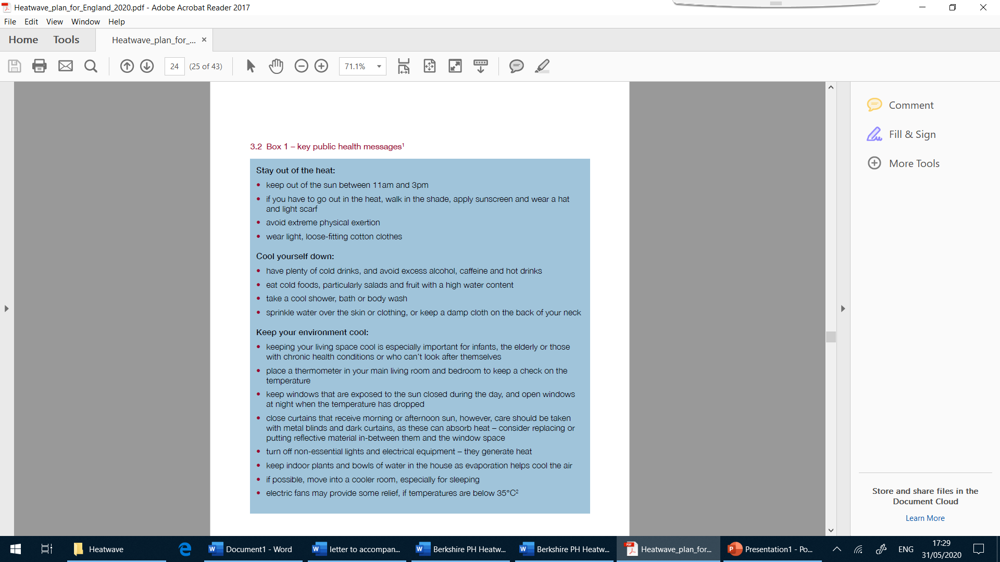 Heatwave_plan_for_England_2020.pdf - Adobe Acrobat Reader 2017
File Edit View Window Help
Home Tools Heatwave_plan_for_... ×
24 (25 of 43) 71.1%
3.2 Box 1 – key public health messages¹
Stay out of the heat:
• keep out of the sun between 11am and 3pm
• if you have to go out in the heat, walk in the shade, apply sunscreen and wear a hat
and light scarf
• avoid extreme physical exertion
• wear light, loose-fitting cotton clothes
Cool yourself down:
• have plenty of cold drinks, and avoid excess alcohol, caffeine and hot drinks
• eat cold foods, particularly salads and fruit with a high water content
• take a cool shower, bath or body wash
• sprinkle water over the skin or clothing, or keep a damp cloth on the back of your neck
Keep your environment cool:
• keeping your living space cool is especially important for infants, the elderly or those
with chronic health conditions or who can't look after themselves
• place a thermometer in your main living room and bedroom to keep a check on the
temperature
• keep windows that are exposed to the sun closed during the day, and open windows
at night when the temperature has dropped
• close curtains that receive morning or afternoon sun, however, care should be taken
with metal blinds and dark curtains, as these can absorb heat – consider replacing or
putting reflective material in-between them and the window space
• turn off non-essential lights and electrical equipment – they generate heat
• keep indoor plants and bowls of water in the house as evaporation helps cool the air
• if possible, move into a cooler room, especially for sleeping
• electric fans may provide some relief, if temperatures are below 35°C²
Comment
Fill & Sign
More Tools
Store and share files in the
Document Cloud
Learn More
Heatwave
Document1 - Word
letter to accompan...
Berkshire PH Heatw...
Berkshire PH Heatw...
Heatwave_plan_for...
Presentation1 - Po...
ENG
17:29
31/05/2020